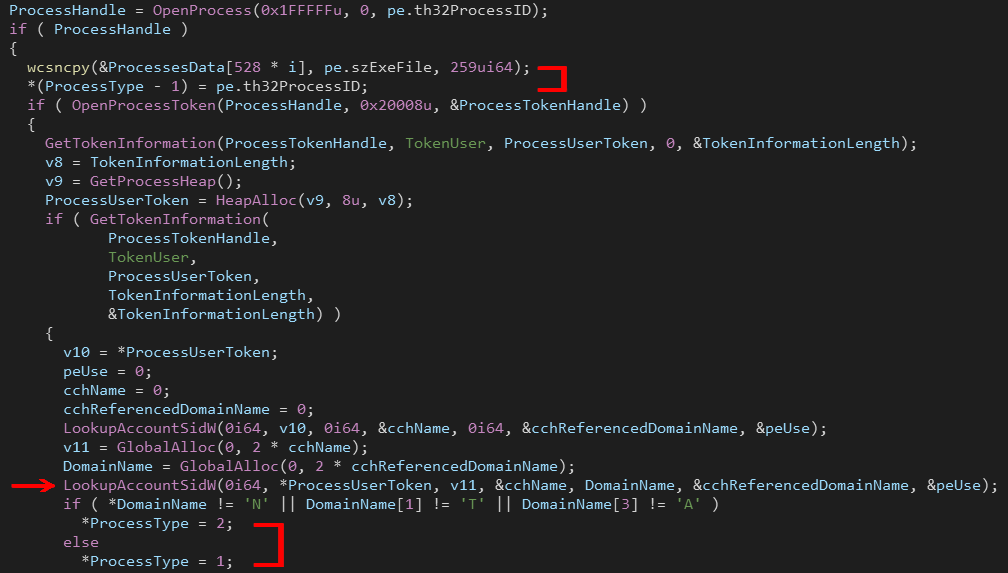 ProcessHandle = OpenProcess(0x1FFFFFu, 0, pe.th32ProcessID);
if ( ProcessHandle )
{
  wcsncpy(&ProcessesData[528 * i], pe.szExeFile, 259ui64);
  *(ProcessType - 1) = pe.th32ProcessID;
  if ( OpenProcessToken(ProcessHandle, 0x20008u, &ProcessTokenHandle) )
  {
    GetTokenInformation(ProcessTokenHandle, TokenUser, ProcessUserToken, 0, &TokenInformationLength);
    v8 = TokenInformationLength;
    v9 = GetProcessHeap();
    ProcessUserToken = HeapAlloc(v9, 8u, v8);
    if ( GetTokenInformation(
           ProcessTokenHandle,
           TokenUser,
           ProcessUserToken,
           TokenInformationLength,
           &TokenInformationLength) )
    {
      v10 = *ProcessUserToken;
      peUse = 0;
      cchName = 0;
      cchReferencedDomainName = 0;
      LookupAccountSidW(0i64, v10, 0i64, &cchName, 0i64, &cchReferencedDomainName, &peUse);
      v11 = GlobalAlloc(0, 2 * cchName);
      DomainName = GlobalAlloc(0, 2 * cchReferencedDomainName);
      LookupAccountSidW(0i64, *ProcessUserToken, v11, &cchName, DomainName, &cchReferencedDomainName, &peUse);
      if ( *DomainName != 'N' || DomainName[1] != 'T' || DomainName[3] != 'A' )
        *ProcessType = 2;
      else
        *ProcessType = 1;